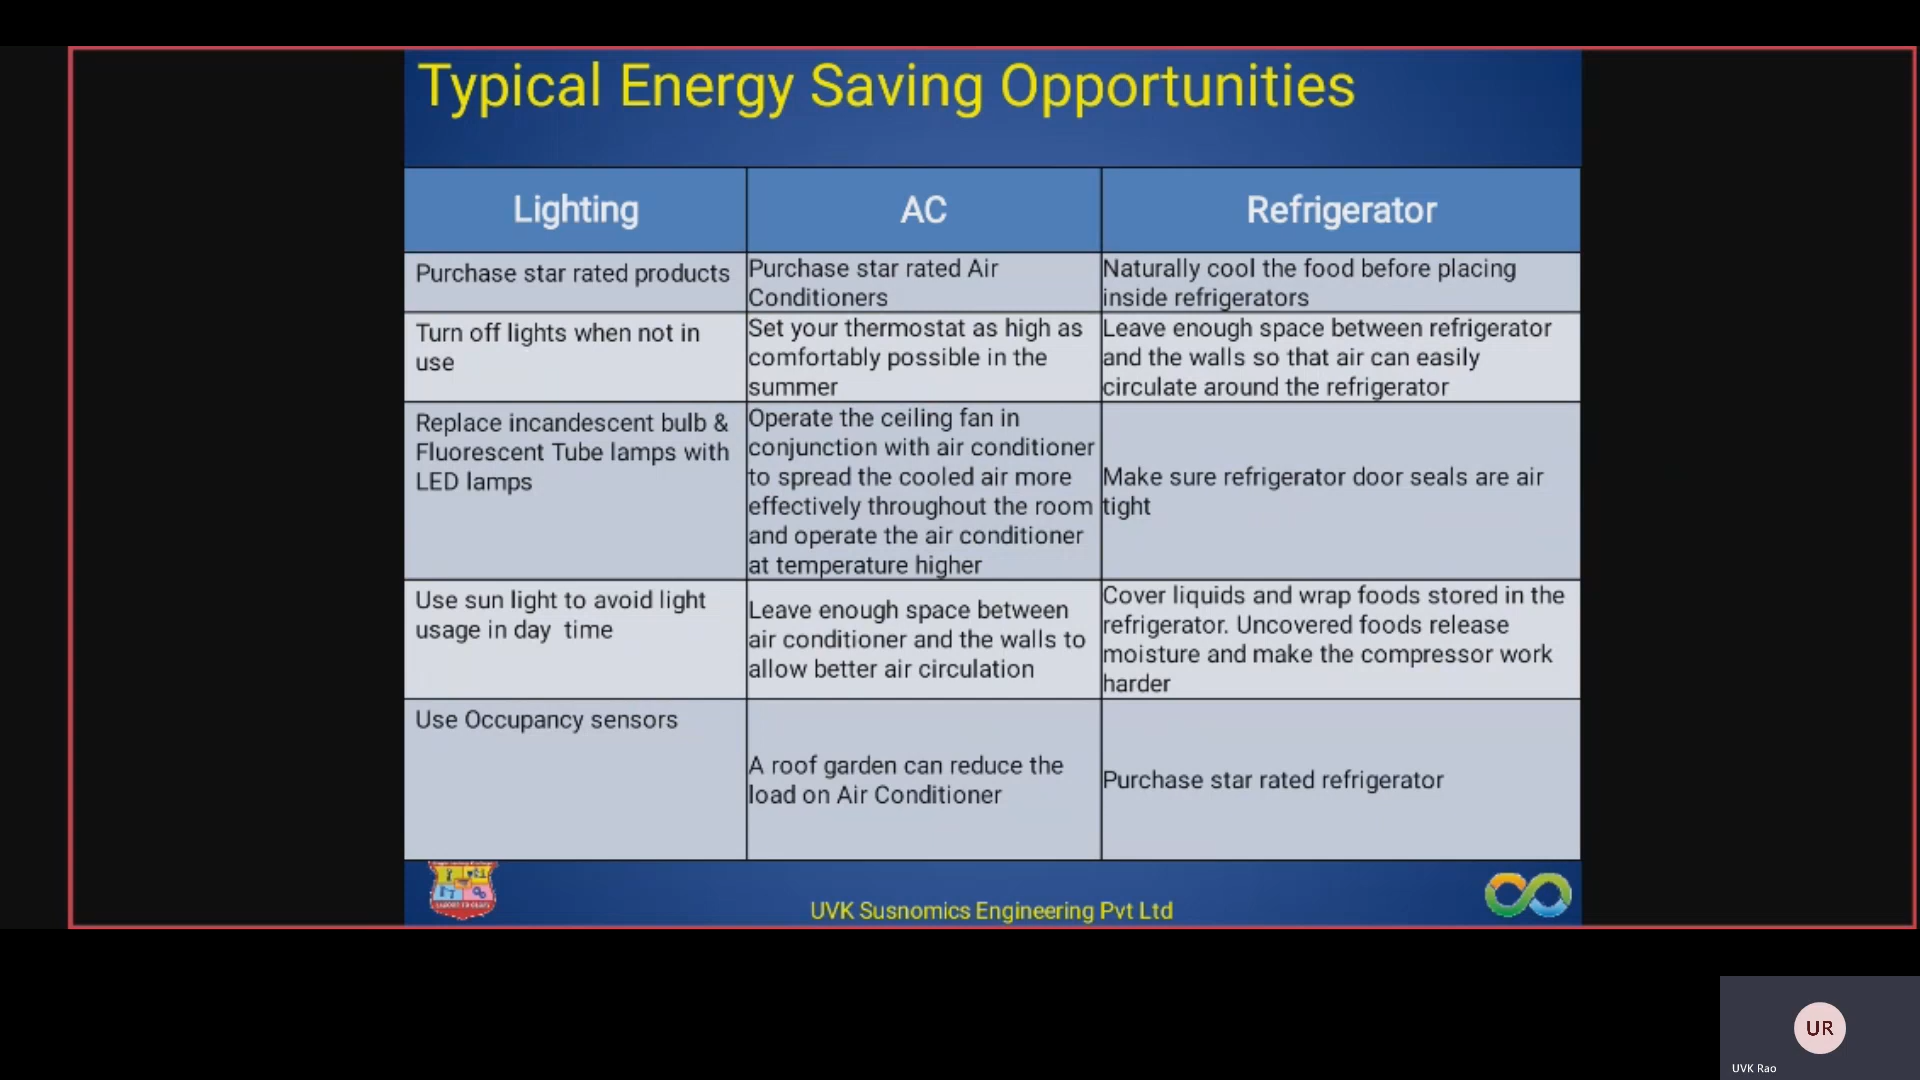 Typical Energy Saving Opportunities
Lighting
AC
Refrigerator
Purchase star rated products
Purchase star rated Air
Conditioners
Naturally cool the food before placing
inside refrigerators
Turn off lights when not in
use
Set your thermostat as high as
comfortably possible in the
summer
Leave enough space between refrigerator
and the walls so that air can easily
circulate around the refrigerator
Replace incandescent bulb &
Fluorescent Tube lamps with
LED lamps
Operate the ceiling fan in
conjunction with air conditioner
to spread the cooled air more
effectively throughout the room
and operate the air conditioner
at temperature higher
Make sure refrigerator door seals are air
tight
Use sun light to avoid light
usage in day  time
Leave enough space between
air conditioner and the walls to
allow better air circulation
Cover liquids and wrap foods stored in the
refrigerator. Uncovered foods release
moisture and make the compressor work
harder
Use Occupancy sensors
A roof garden can reduce the
load on Air Conditioner
Purchase star rated refrigerator
UVK Susnomics Engineering Pvt Ltd
UR
UVK Rao